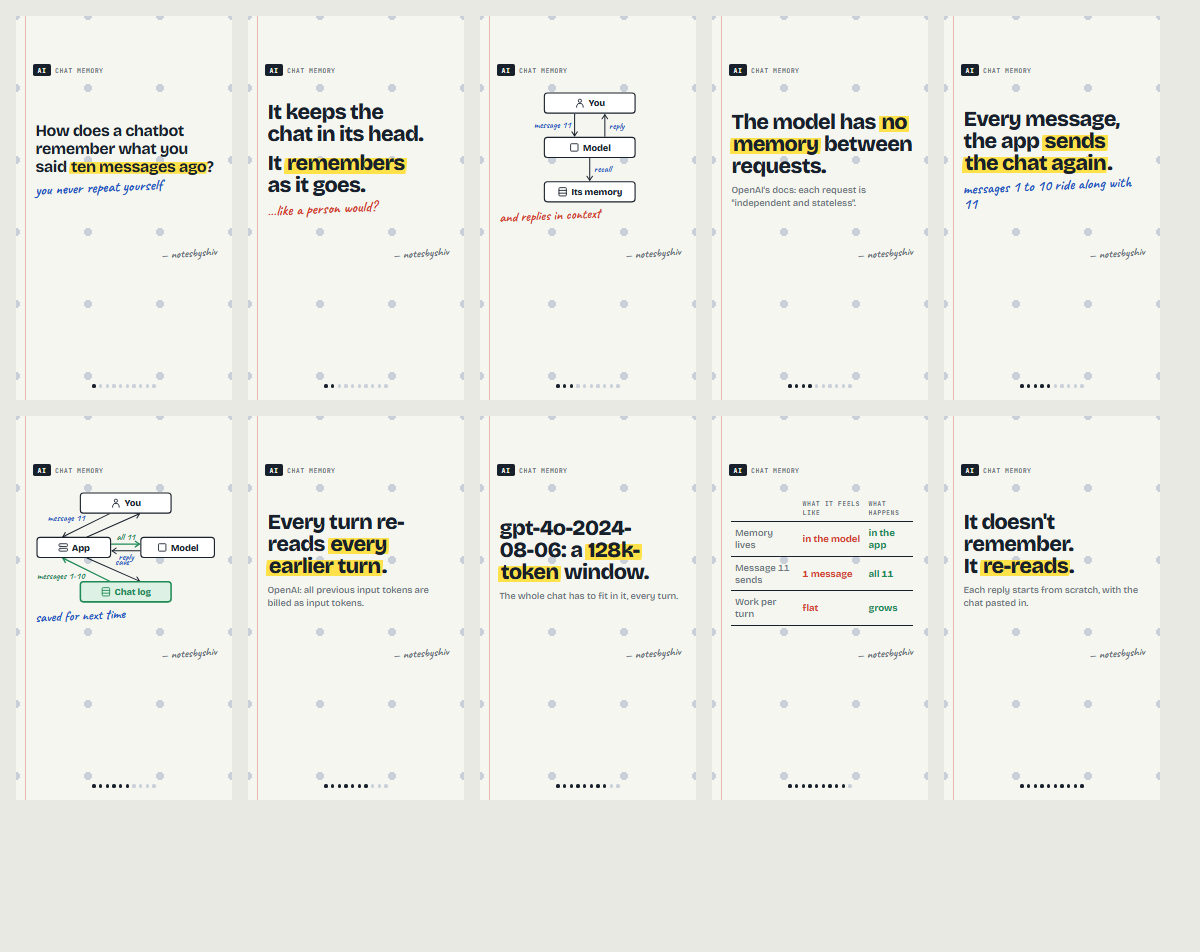 AI CHAT MEMORY
How does a chatbot
remember what you
said ten messages ago?
you never repeat yourself
— notesbyshiv
AI CHAT MEMORY
It keeps the
chat in its head.
It remembers
as it goes.
...like a person would?
— notesbyshiv
AI CHAT MEMORY
You
message 11
reply
Model
recall
Its memory
and replies in context
— notesbyshiv
AI CHAT MEMORY
The model has no
memory between
requests.
OpenAI's docs: each request is
"independent and stateless".
— notesbyshiv
AI CHAT MEMORY
Every message,
the app sends
the chat again.
messages 1 to 10 ride along with
11
— notesbyshiv
AI CHAT MEMORY
You
message 11
all 11
App
Model
reply
save
messages 1-10
Chat log
saved for next time
— notesbyshiv
AI CHAT MEMORY
Every turn re-
reads every
earlier turn.
OpenAI: all previous input tokens are
billed as input tokens.
— notesbyshiv
AI CHAT MEMORY
gpt-4o-2024-
08-06: a 128k-
token window.
The whole chat has to fit in it, every turn.
— notesbyshiv
AI CHAT MEMORY
WHAT IT FEELS LIKE WHAT HAPPENS
Memory lives in the model in the app
Message 11 sends 1 message all 11
Work per turn flat grows
— notesbyshiv
AI CHAT MEMORY
It doesn't
remember.
It re-reads.
Each reply starts from scratch, with the
chat pasted in.
— notesbyshiv